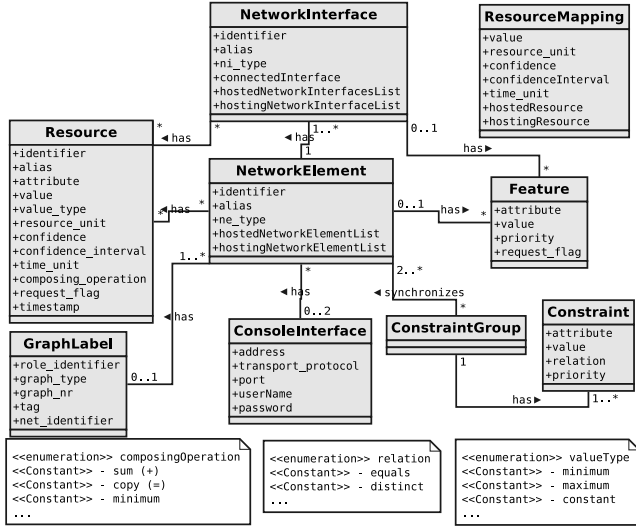 NetworkInterface
+identifier
+alias
+ni_type
+connectedInterface
+hostedNetworkInterfacesList
+hostingNetworkInterfaceList
ResourceMapping
+value
+resource_unit
+confidence
+confidenceInterval
+time_unit
+hostedResource
+hostingResource
Resource
+identifier
+alias
+attribute
+value
+value_type
+resource_unit
+confidence
+confidence_interval
+time_unit
+composing_operation
+request_flag
+timestamp
* ◄ has *
1..*
◄ has
1
0..1
has ►
*
NetworkElement
+identifier
+alias
+ne_type
+hostedNetworkElementList
+hostingNetworkElementList
* ◄ has *
0..1
has ►
*
Feature
+attribute
+value
+priority
+request_flag
1..*
◄ has
0..1
*
◄ has
0..2
2..*
◄ synchronizes
*
GraphLabel
+role_identifier
+graph_type
+graph_nr
+tag
+net_identifier
ConsoleInterface
+address
+transport_protocol
+port
+userName
+password
ConstraintGroup
1
has ►
1..*
Constraint
+attribute
+value
+relation
+priority
<<enumeration>> composingOperation
<<Constant>> - sum (+)
<<Constant>> - copy (=)
<<Constant>> - minimum
...
<<enumeration>> relation
<<Constant>> - equals
<<Constant>> - distinct
...
<<enumeration>> valueType
<<Constant>> - minimum
<<Constant>> - maximum
<<Constant>> - constant
...